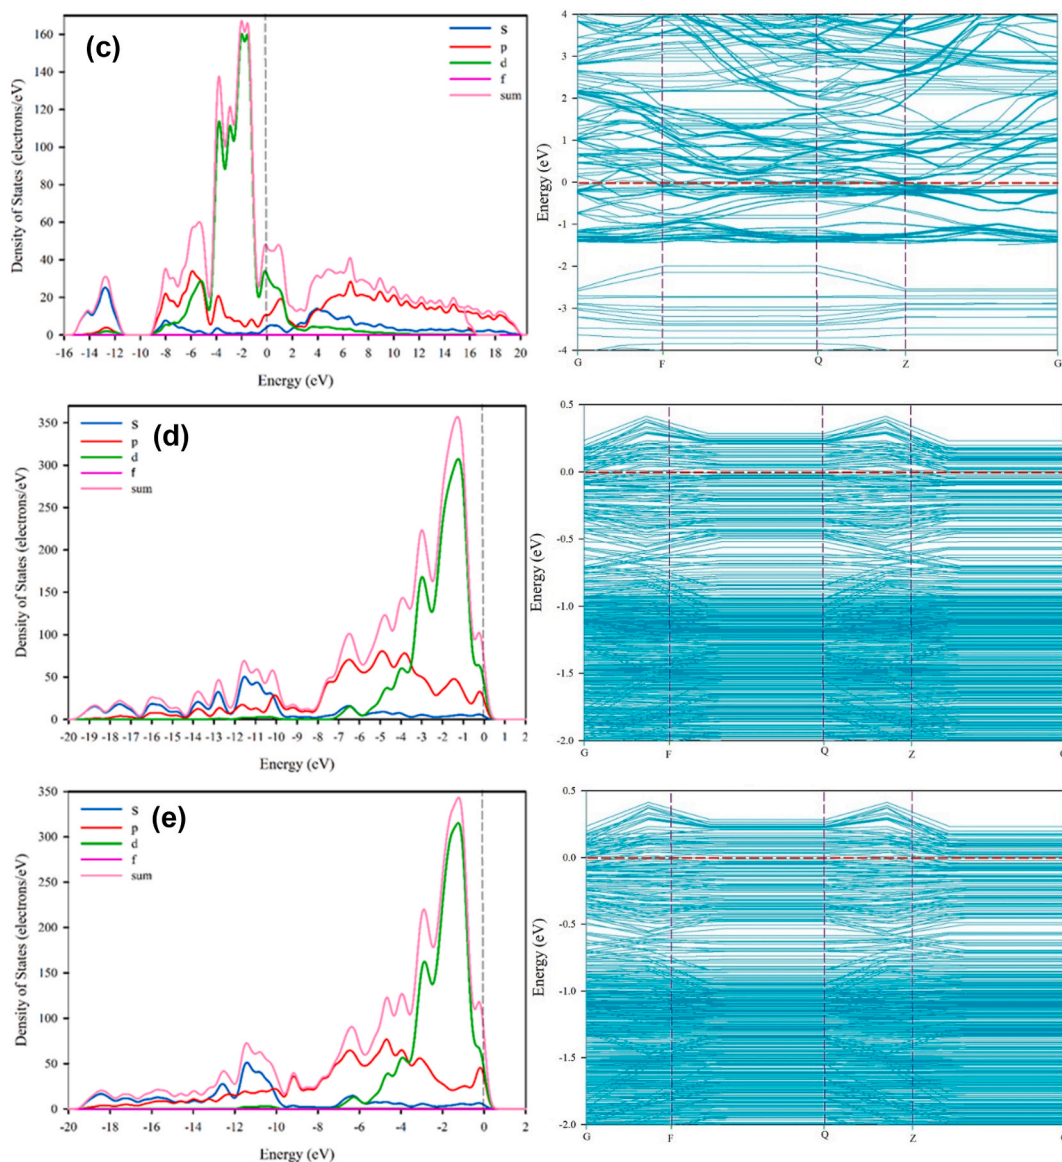 (c)
s
p
d
f
sum
160
140
120
100
80
60
40
20
0
-16 -14 -12 -10 -8 -6 -4 -2 0 2 4 6 8 10 12 14 16 18 20
Density of States (electrons/eV)
Energy (eV)
4
3
2
1
0
-1
-2
-3
-4
G F Q Z G
Energy (eV)
(d)
s
p
d
f
sum
350
300
250
200
150
100
50
0
-20 -19 -18 -17 -16 -15 -14 -13 -12 -11 -10 -9 -8 -7 -6 -5 -4 -3 -2 -1 0 1 2
Density of States (electrons/eV)
Energy (eV)
0.5
0.0
-0.5
-1.0
-1.5
-2.0
G F Q Z
Energy (eV)
(e)
s
p
d
f
sum
350
300
250
200
150
100
50
0
-20 -18 -16 -14 -12 -10 -8 -6 -4 -2 0 2
Density of States (electrons/eV)
Energy (eV)
0.5
0.0
-0.5
-1.0
-1.5
-2.0
G F Q Z
Energy (eV)